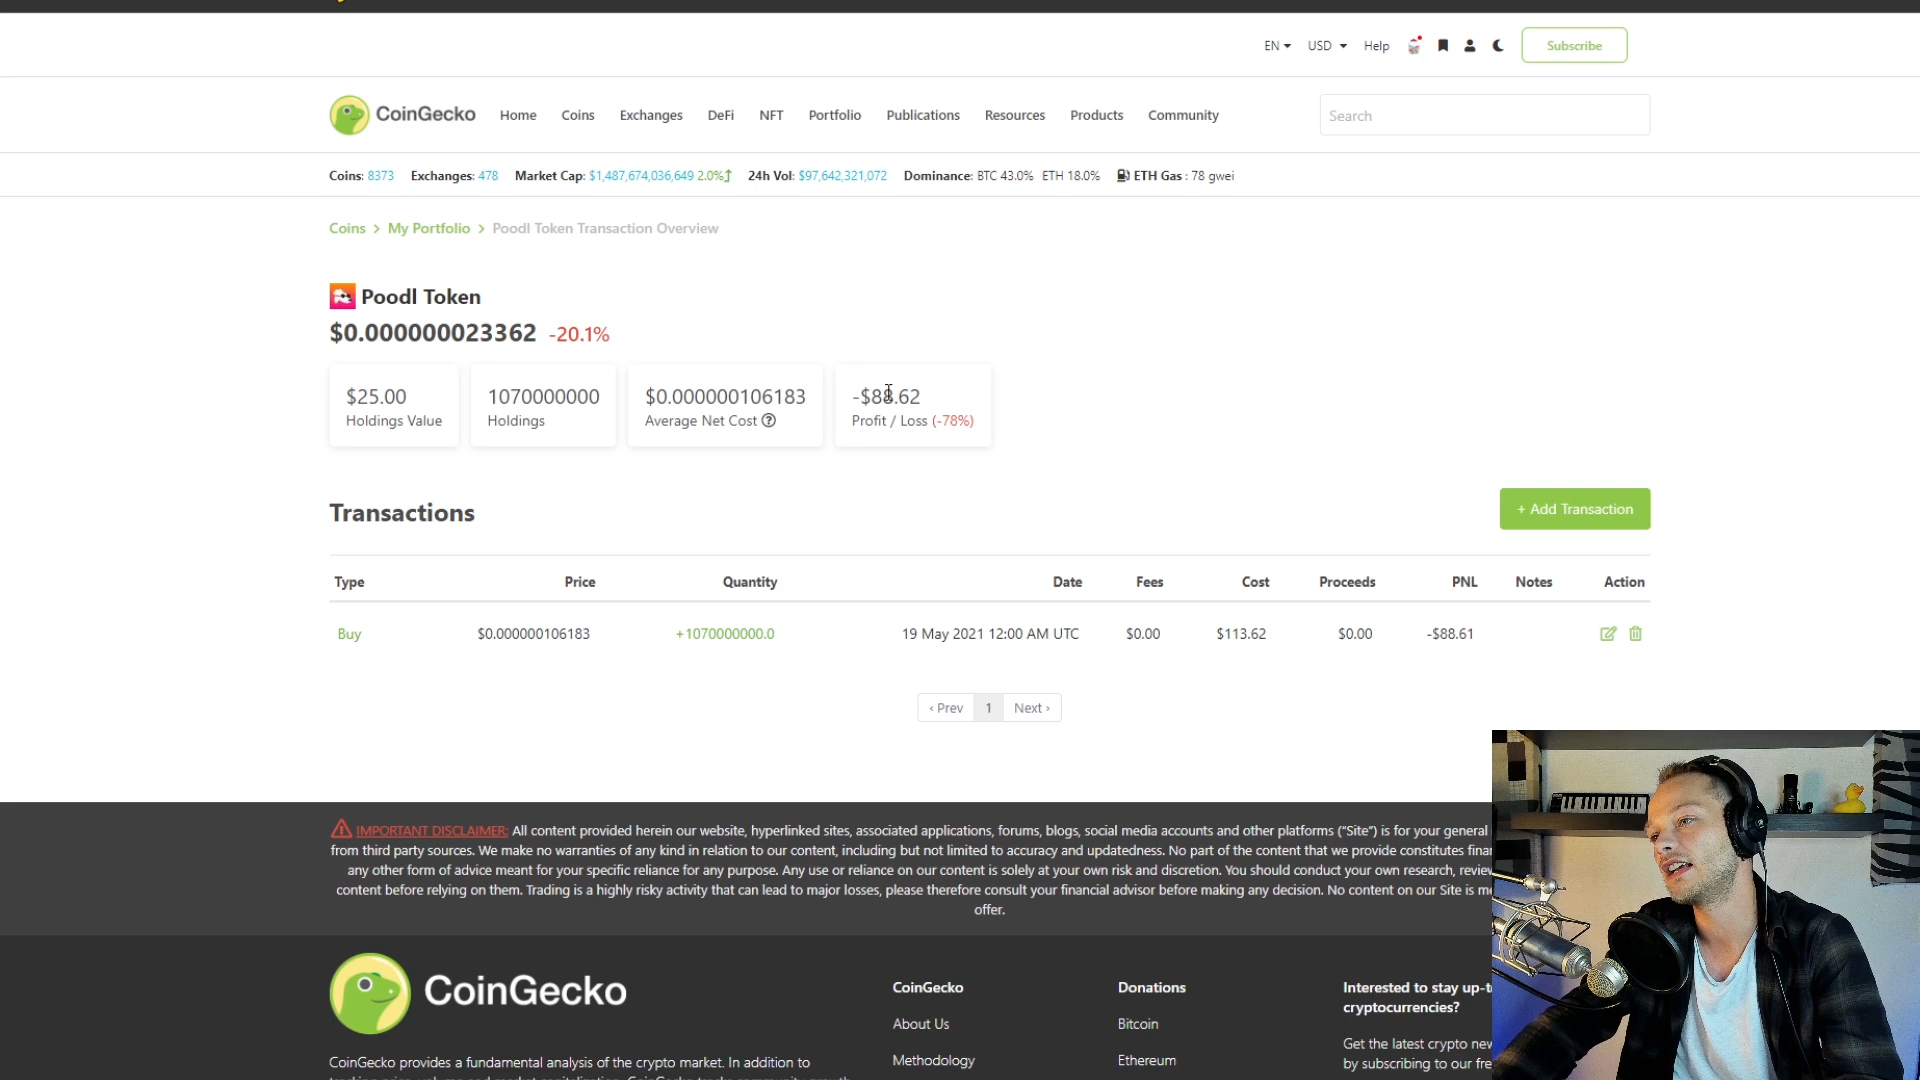 EN USD Help Subscribe
CoinGecko Home Coins Exchanges DeFi NFT Portfolio Publications Resources Products Community Search
Coins: 8373 Exchanges: 478 Market Cap: $1,487,674,036,649 2.0% 24h Vol: $97,642,321,072 Dominance: BTC 43.0% ETH 18.0% ETH Gas : 78 gwei
Coins > My Portfolio > Poodl Token Transaction Overview
Poodl Token
$0.000000023362 -20.1%
$25.00 1070000000 $0.000000106183 -$88.62
Holdings Value Holdings Average Net Cost Profit / Loss (-78%)
Transactions + Add Transaction
Type Price Quantity Date Fees Cost Proceeds PNL Notes Action
Buy $0.000000106183 +1070000000.0 19 May 2021 12:00 AM UTC $0.00 $113.62 $0.00 -$88.61
‹ Prev 1 Next ›
IMPORTANT DISCLAIMER: All content provided herein our website, hyperlinked sites, associated applications, forums, blogs, social media accounts and other platforms ("Site") is for your general
from third party sources. We make no warranties of any kind in relation to our content, including but not limited to accuracy and updatedness. No part of the content that we provide constitutes
any other form of advice meant for your specific reliance for any purpose. Any use or reliance on our content is solely at your own risk and discretion. You should conduct your own research,
content before relying on them. Trading is a highly risky activity that can lead to major losses, please therefore consult your financial advisor before making any decision. No content on our Site is
offer.
CoinGecko CoinGecko Donations Interested to stay
cryptocurrencies?
About Us Bitcoin
Get the latest crypto
Methodology Ethereum by subscribing to our
CoinGecko provides a fundamental analysis of the crypto market. In addition to